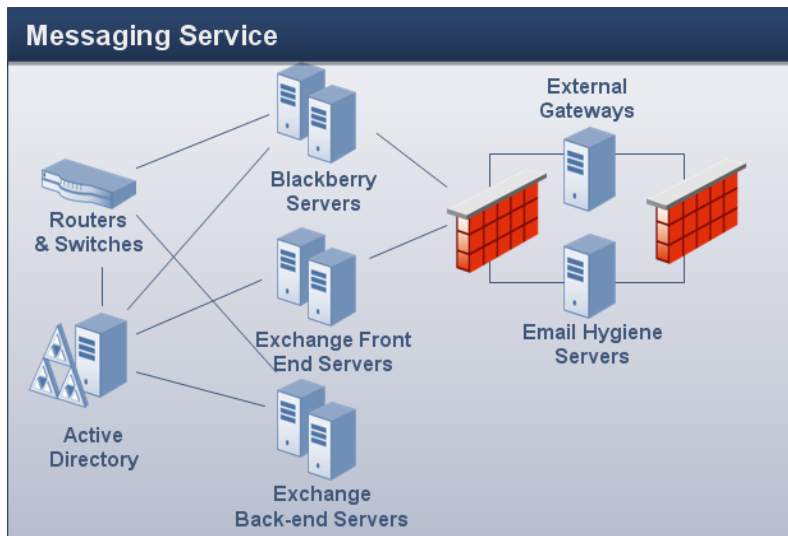 Messaging Service
External
Gateways
Blackberry
Servers
Routers
& Switches
Exchange Front
End Servers
Email Hygiene
Servers
Active
Directory
Exchange
Back-end Servers